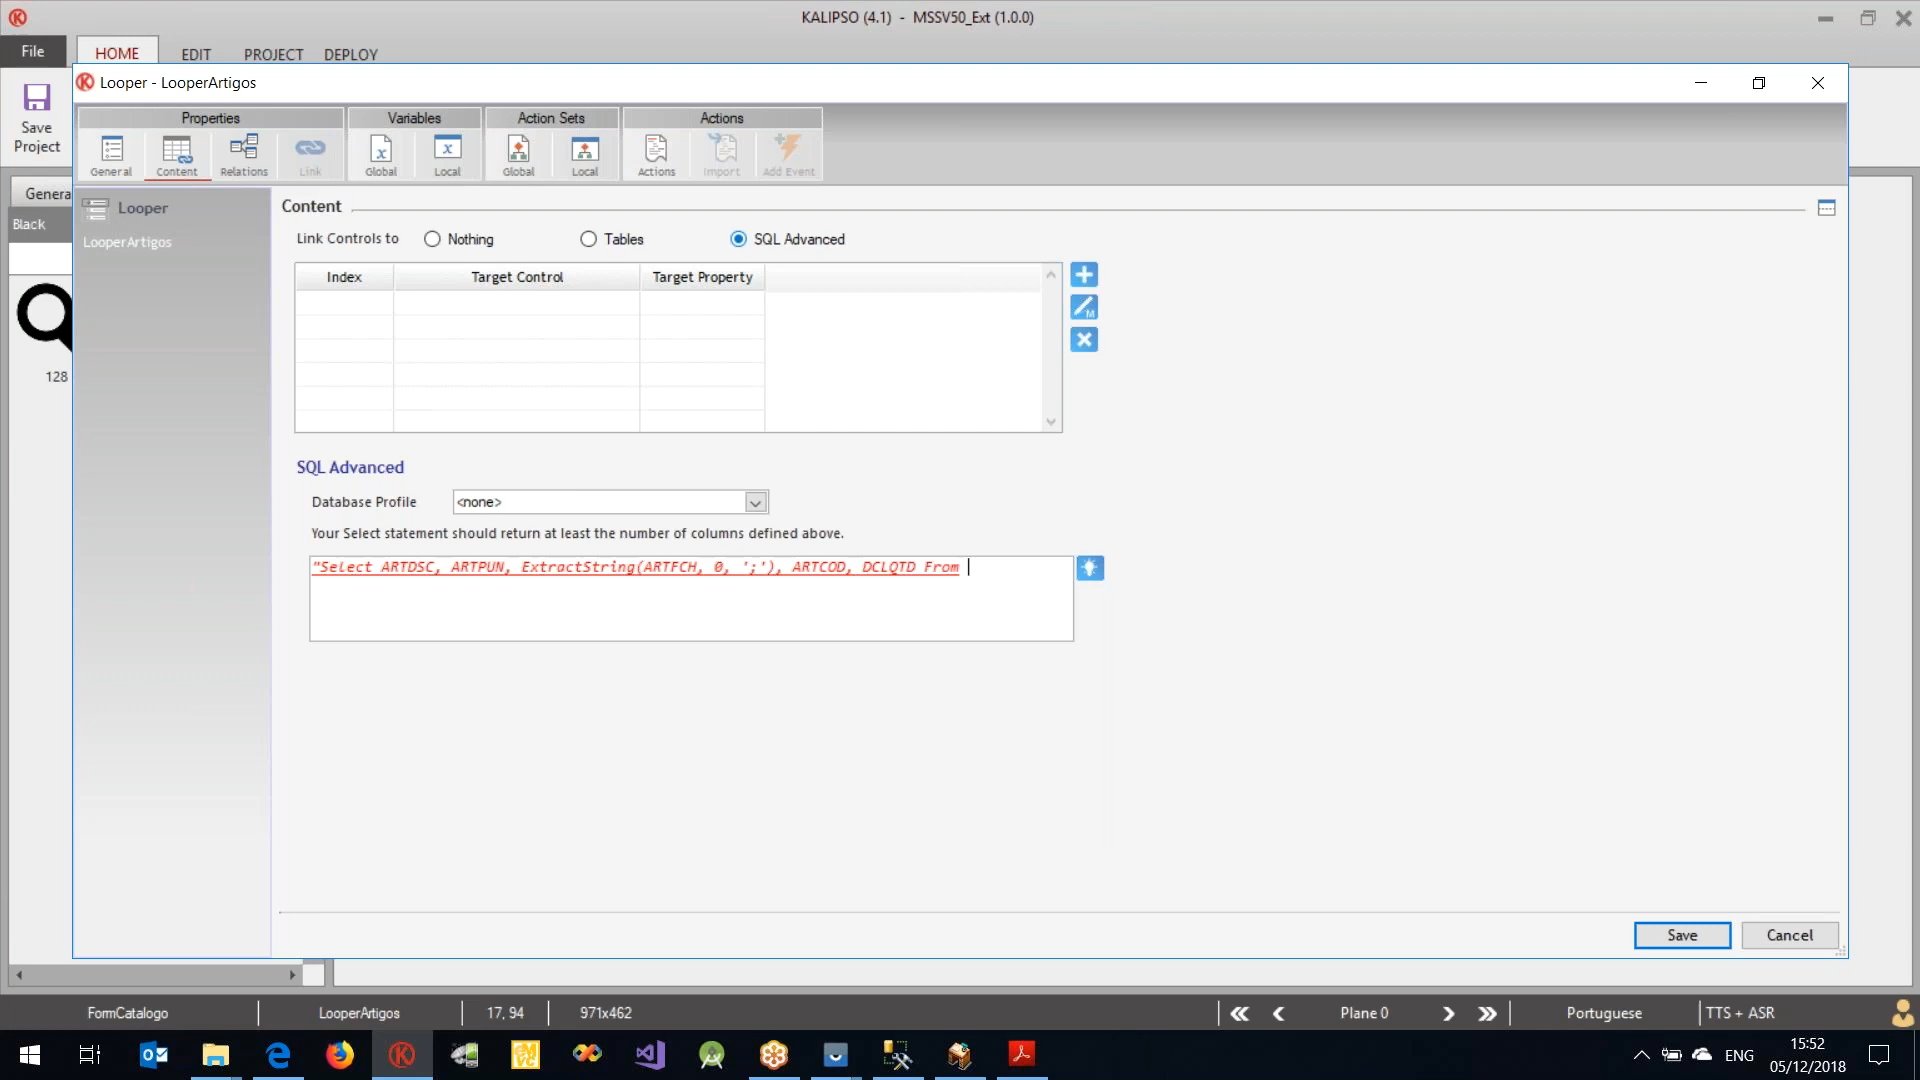 KALIPSO (4.1) - MSSV50_Ext (1.0.0)
File
HOME
EDIT
PROJECT
DEPLOY
Save
Project
Looper - LooperArtigos
Properties
Variables
Action Sets
Actions
General
Content
Relations
Link
Global
Local
Global
Local
Actions
Import
Add Event
Genera
Black
128
Looper
LooperArtigos
Content
Link Controls to
Nothing
Tables
SQL Advanced
Index
Target Control
Target Property
SQL Advanced
Database Profile
<none>
Your Select statement should return at least the number of columns defined above.
"Select ARTDSC, ARTPUN, ExtractString(ARTFCH, 0, ';'), ARTCOD, DCLQTD From
Save
Cancel
FormCatalogo
LooperArtigos
17, 94
971x462
Plane 0
Portuguese
TTS + ASR
ENG
15:52
05/12/2018